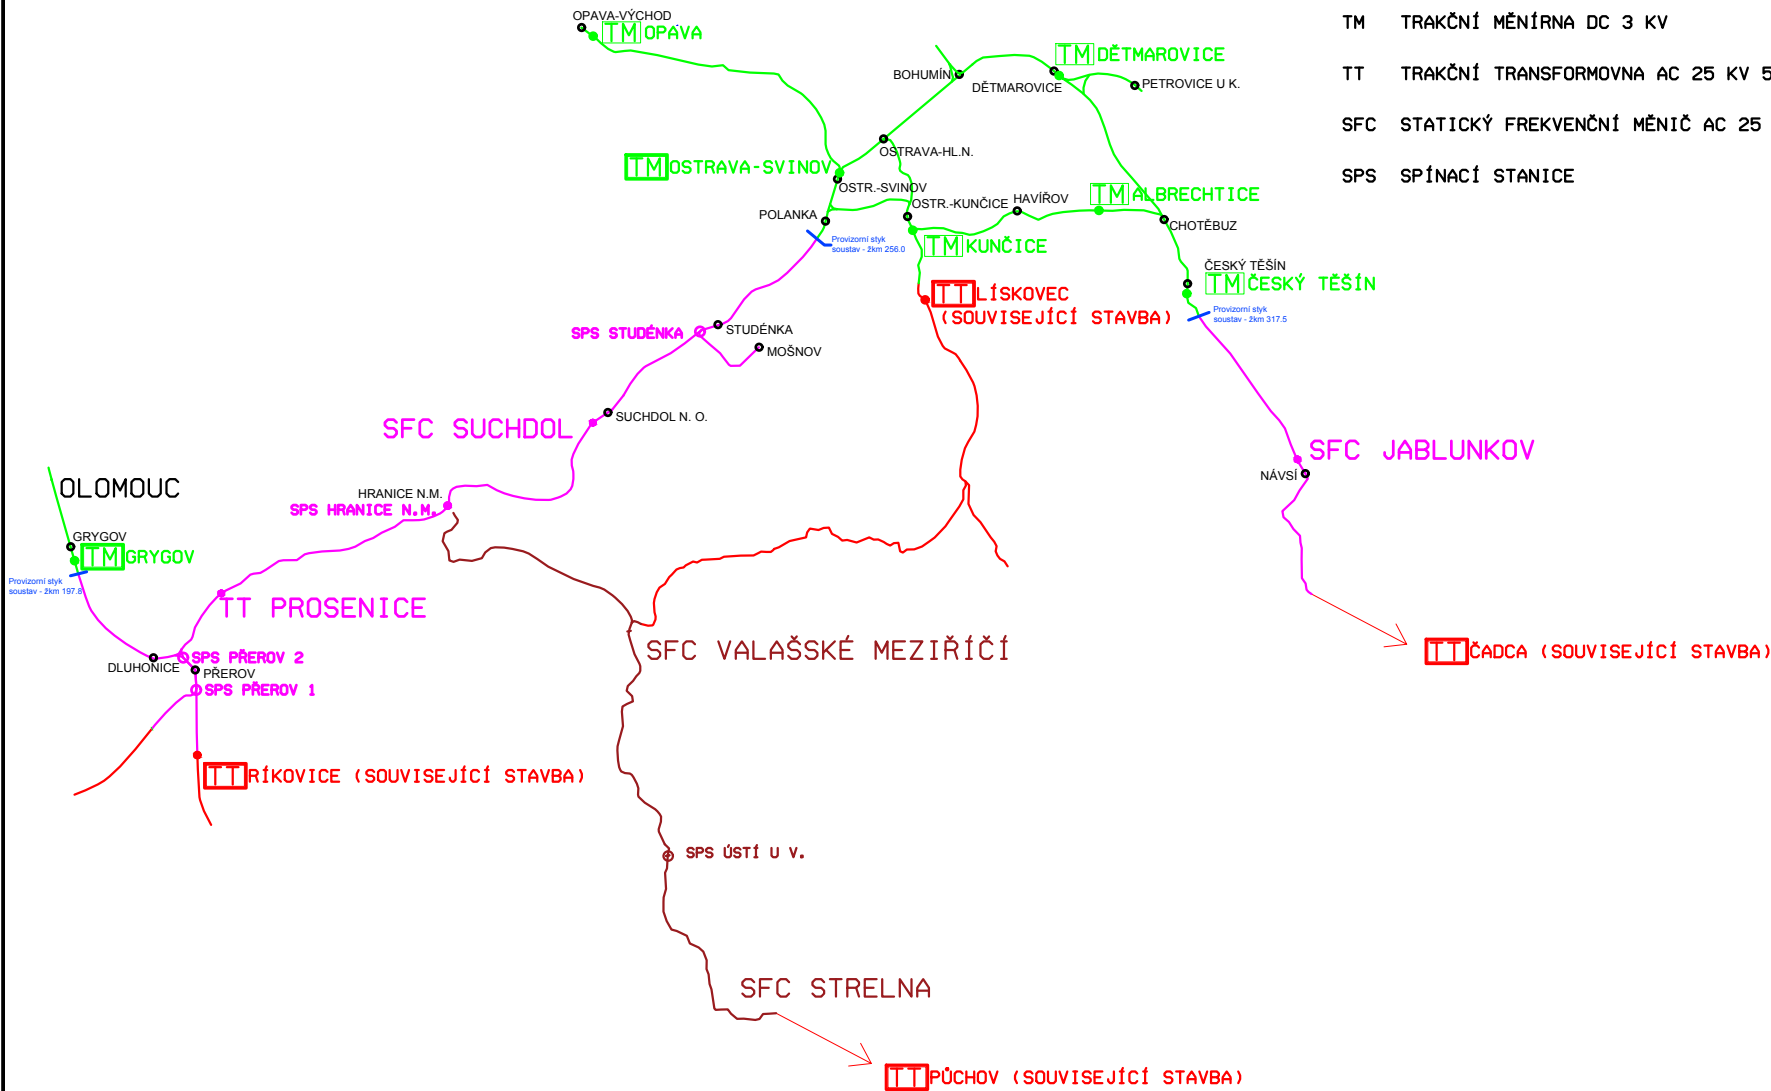 OPAVA-VÝCHOD
TM OPAVA
TM TRAKČNÍ MĚNÍRNA DC 3 KV
TM DĚTMAROVICE
BOHUMÍN
DĚTMAROVICE
PETROVICE U K.
TT TRAKČNÍ TRANSFORMOVNA AC 25 KV 5
SFC STATICKÝ FREKVENČNÍ MĚNIČ AC 25
SPS SPÍNACÍ STANICE
OSTRAVA-HL.N.
TM OSTRAVA-SVINOV
OSTR.-SVINOV
TM ALBRECHTICE
OSTR.-KUNČICE
HAVÍŘOV
POLANKA
CHOTĚBUZ
Provizorní styk
soustav - žkm 256.0
TM KUNČICE
ČESKÝ TĚŠÍN
TM ČESKÝ TĚŠÍN
TT LÍSKOVEC
(SOUVISEJÍCÍ STAVBA)
Provizorní styk
soustav - žkm 317.5
SPS STUDÉNKA
STUDÉNKA
MOŠNOV
SUCHDOL N. O.
SFC SUCHDOL
SFC JABLUNKOV
NÁVSÍ
OLOMOUC
HRANICE N.M.
SPS HRANICE N.M.
GRYGOV
TM GRYGOV
Provizorní styk
soustav - žkm 197.8
TT PROSENICE
SFC VALAŠSKÉ MEZIŘÍČÍ
TT ČADCA (SOUVISEJÍCÍ STAVBA)
SPS PŘEROV 2
DLUHONICE
PŘEROV
SPS PŘEROV 1
TT RÍKOVICE (SOUVISEJÍCÍ STAVBA)
SPS ÚSTÍ U V.
SFC STRELNA
TT PŮCHOV (SOUVISEJÍCÍ STAVBA)